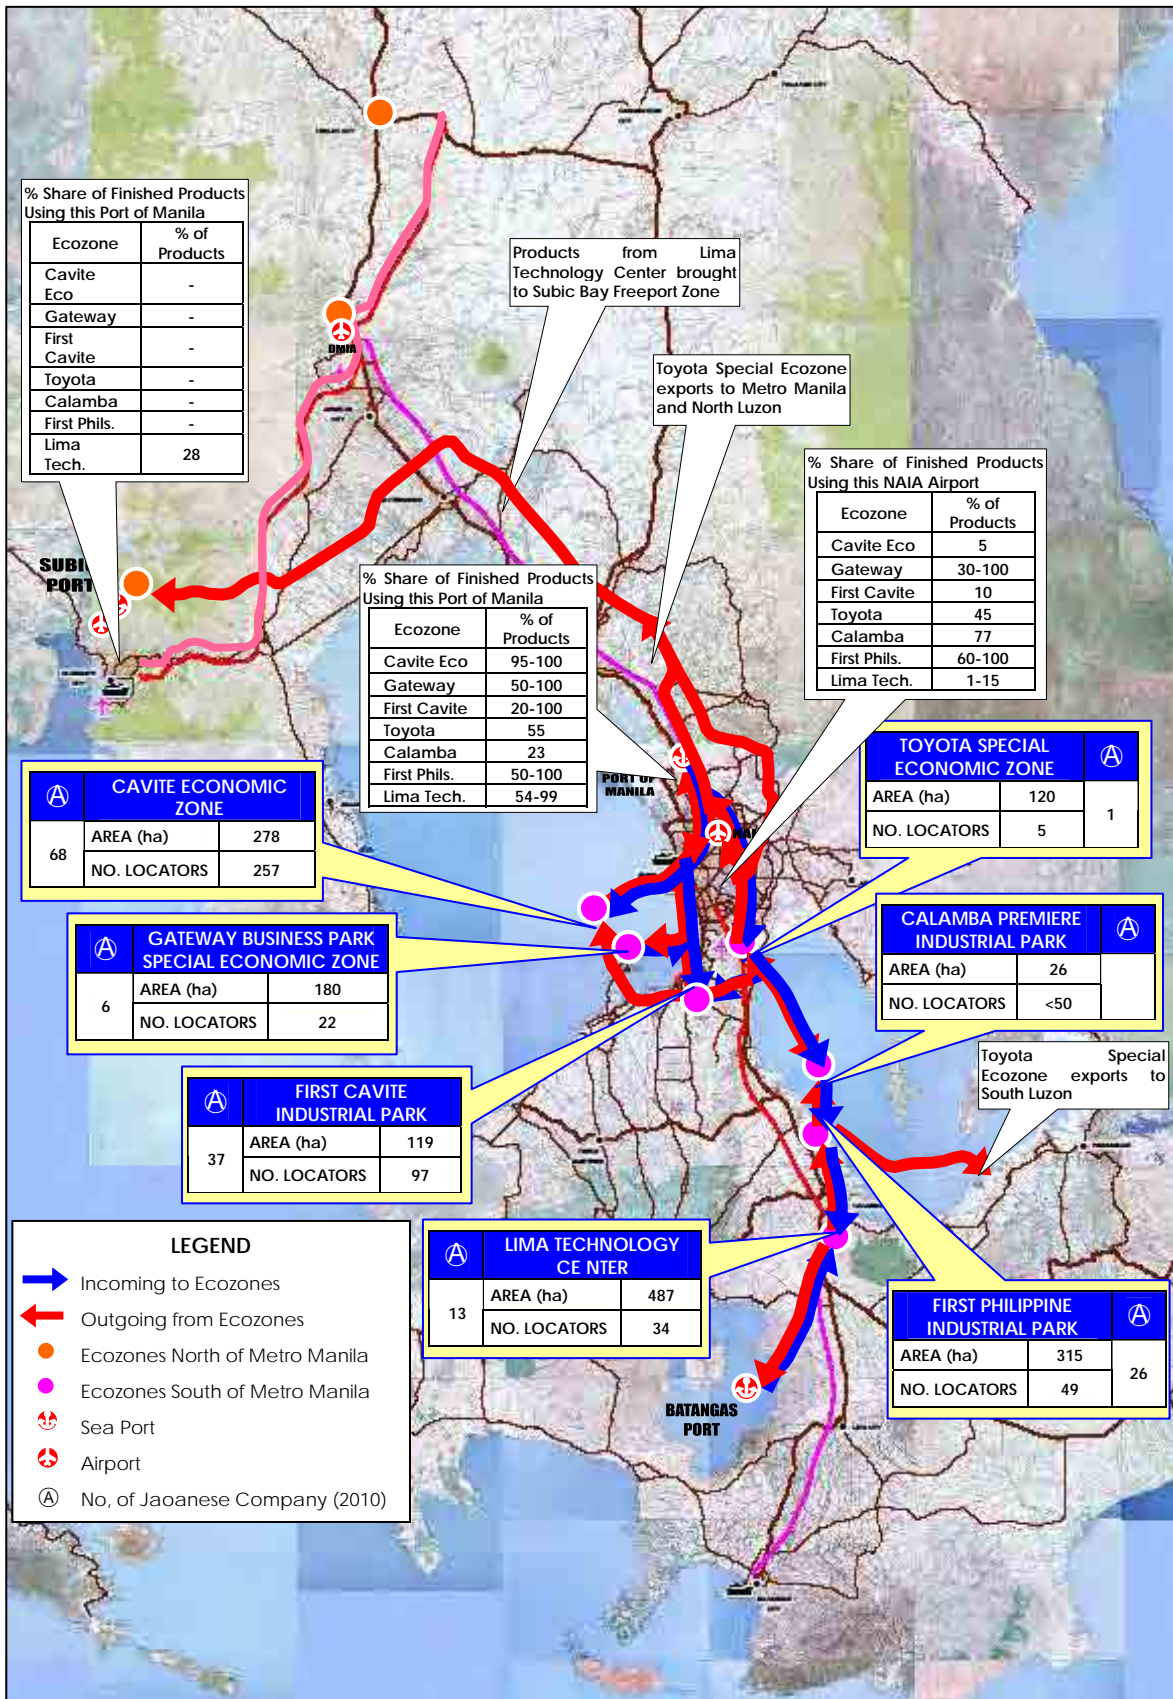 % Share of Finished Products
Using this Port of Manila
Ecozone % of
Products
Cavite
Eco -
Gateway -
First
Cavite -
Toyota -
Calamba -
First Phils. -
Lima
Tech. 28
Products from Lima
Technology Center brought
to Subic Bay Freeport Zone
DMIA
Toyota Special Ecozone
exports to Metro Manila
and North Luzon
% Share of Finished Products
Using this NAIA Airport
Ecozone % of
Products
Cavite Eco 5
Gateway 30-100
First Cavite 10
Toyota 45
Calamba 77
First Phils. 60-100
Lima Tech. 1-15
PORT
% Share of Finished Products
Using this Port of Manila
Ecozone % of
Products
Cavite Eco 95-100
Gateway 50-100
First Cavite 20-100
Toyota 55
Calamba 23
First Phils. 50-100
Lima Tech. 54-99
PORT OF
MANILA
A CAVITE ECONOMIC
ZONE
68 AREA (ha) 278
NO. LOCATORS 257
TOYOTA SPECIAL
ECONOMIC ZONE A
AREA (ha) 120 1
NO. LOCATORS 5
A GATEWAY BUSINESS PARK
SPECIAL ECONOMIC ZONE
6 AREA (ha) 180
NO. LOCATORS 22
CALAMBA PREMIERE
INDUSTRIAL PARK A
AREA (ha) 26
NO. LOCATORS <50
Toyota Special
Ecozone exports to
South Luzon
A FIRST CAVITE
INDUSTRIAL PARK
37 AREA (ha) 119
NO. LOCATORS 97
A LIMA TECHNOLOGY
CE NTER
13 AREA (ha) 487
NO. LOCATORS 34
FIRST PHILIPPINE
INDUSTRIAL PARK A
AREA (ha) 315 26
NO. LOCATORS 49
BATANGAS
PORT
LEGEND
Incoming to Ecozones
Outgoing from Ecozones
Ecozones North of Metro Manila
Ecozones South of Metro Manila
Sea Port
Airport
A No, of Jaoanese Company (2010)